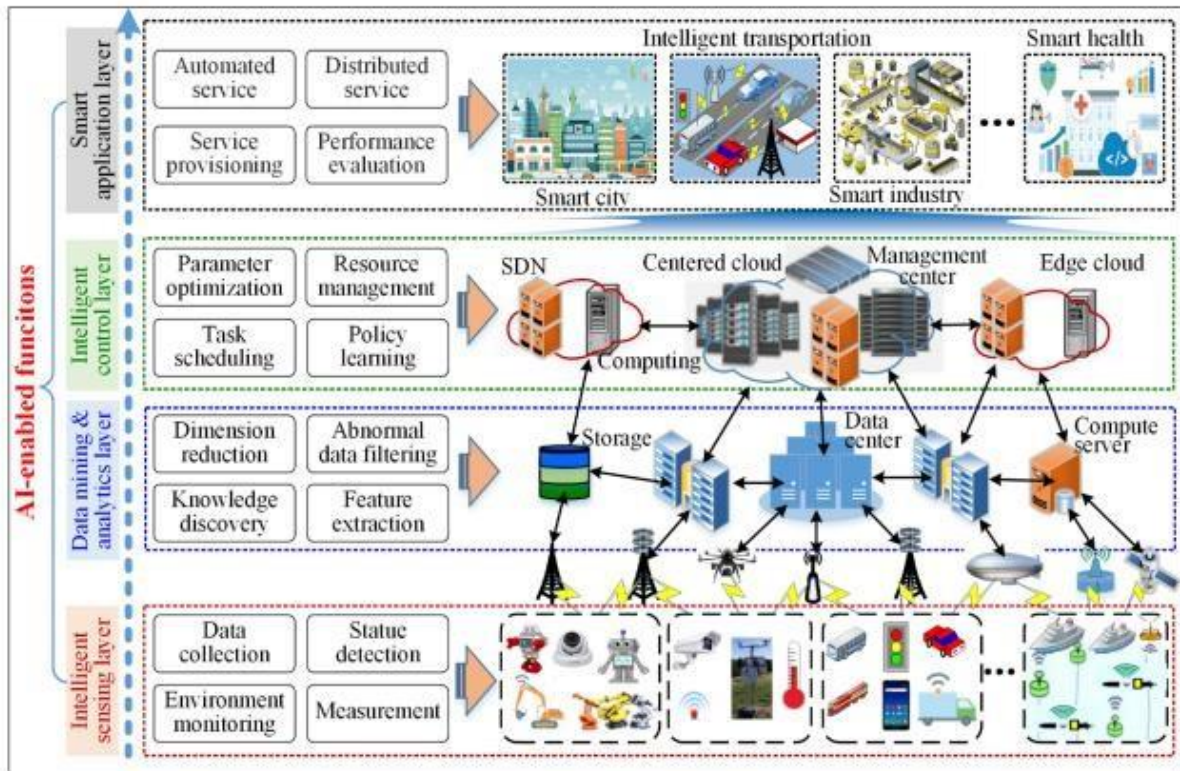 AI-enabled funcitons
Smart
application layer
Automated
service
Distributed
service
Service
provisioning
Performance
evaluation
Intelligent transportation
Smart health
Smart city
Smart industry
Intelligent
control layer
Parameter
optimization
Resource
management
Task
scheduling
Policy
learning
SDN
Centered cloud
Management
center
Edge cloud
Computing
Data mining &
analytics layer
Dimension
reduction
Abnormal
data filtering
Knowledge
discovery
Feature
extraction
Storage
Data
center
Compute
server
Intelligent
sensing layer
Data
collection
Statue
detection
Environment
monitoring
Measurement